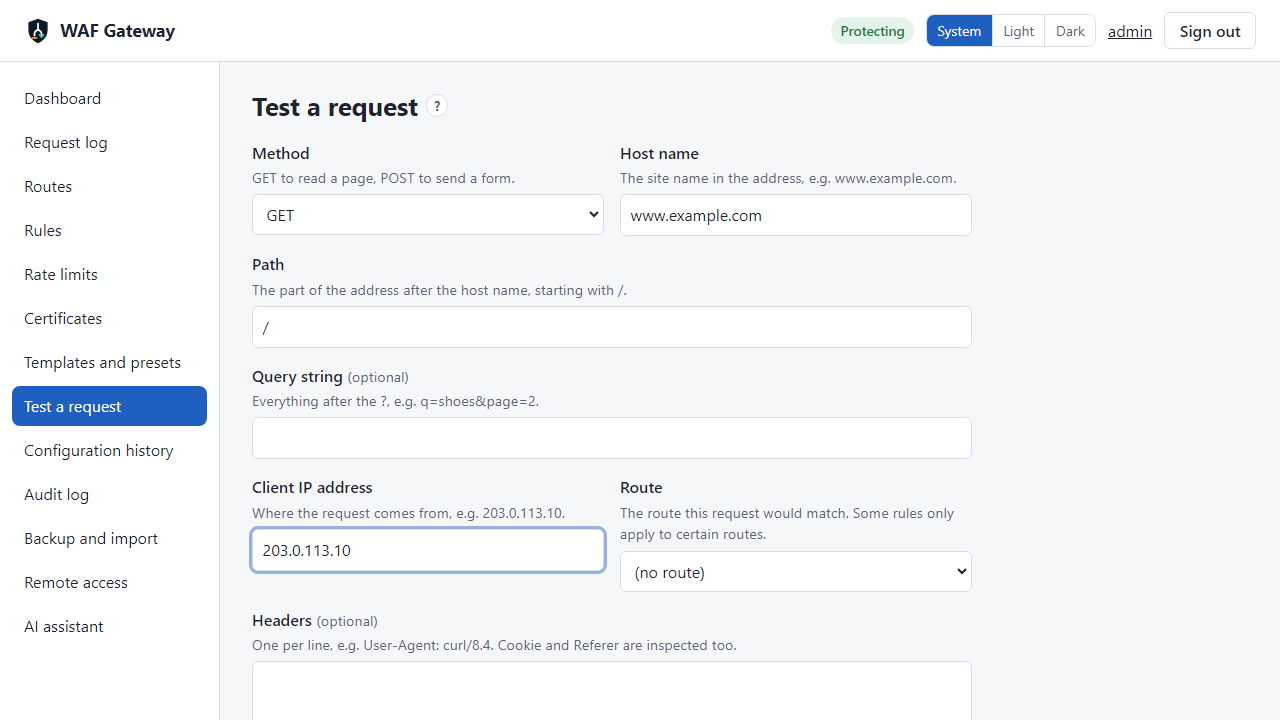 WAF Gateway
Protecting
System
Light
Dark
admin
Sign out
Dashboard
Request log
Routes
Rules
Rate limits
Certificates
Templates and presets
Test a request
Configuration history
Audit log
Backup and import
Remote access
AI assistant
Test a request
?
Method
GET to read a page, POST to send a form.
GET
Host name
The site name in the address, e.g. www.example.com.
www.example.com
Path
The part of the address after the host name, starting with /.
/
Query string (optional)
Everything after the ?, e.g. q=shoes&page=2.
Client IP address
Where the request comes from, e.g. 203.0.113.10.
203.0.113.10
Route
The route this request would match. Some rules only
apply to certain routes.
(no route)
Headers (optional)
One per line, e.g. User-Agent: curl/8.4. Cookie and Referer are inspected too.